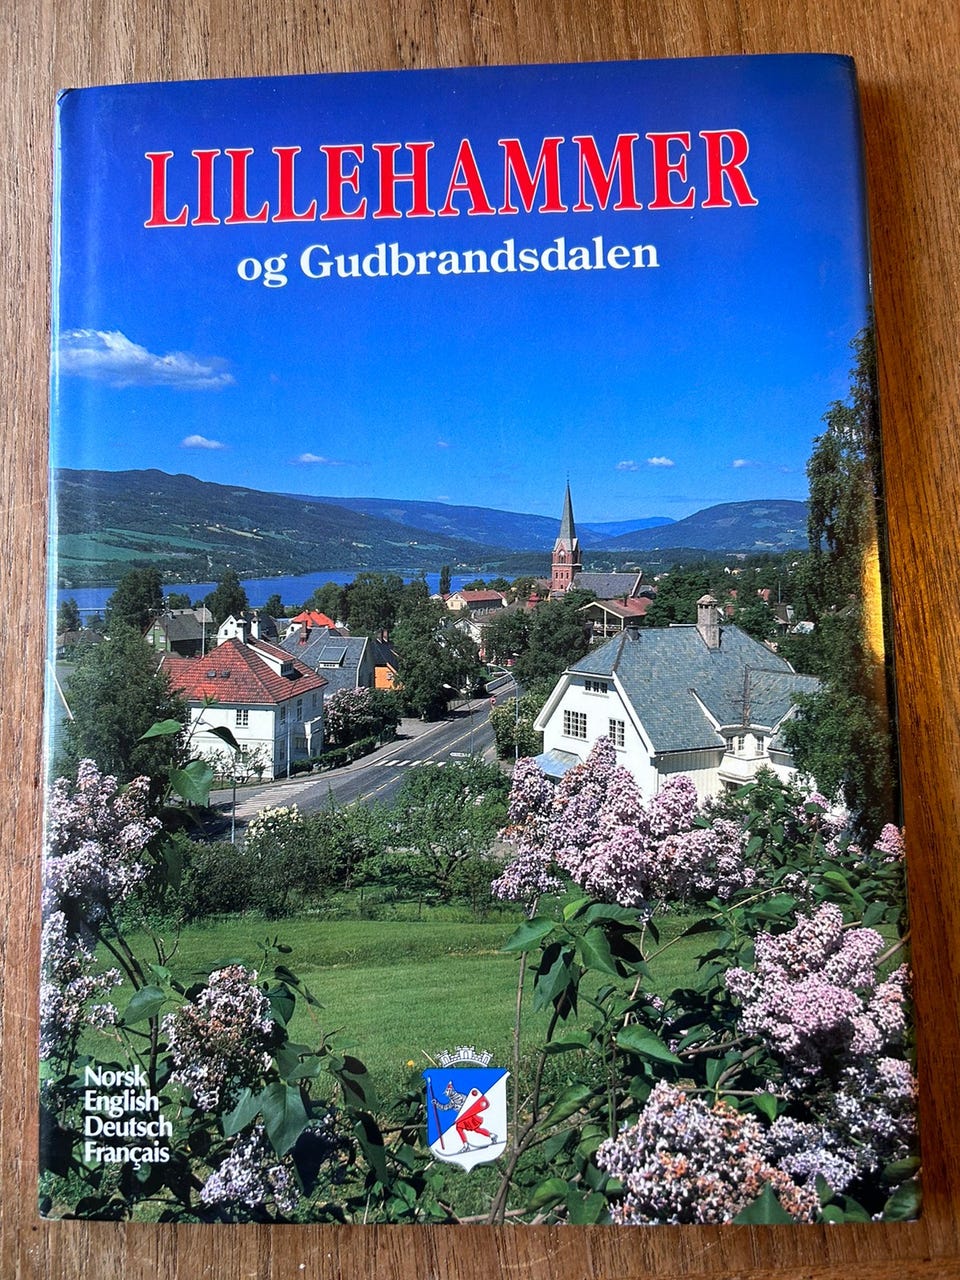 LILLEHAMMER
og Gudbrandsdalen
Norsk
English
Deutsch
Français